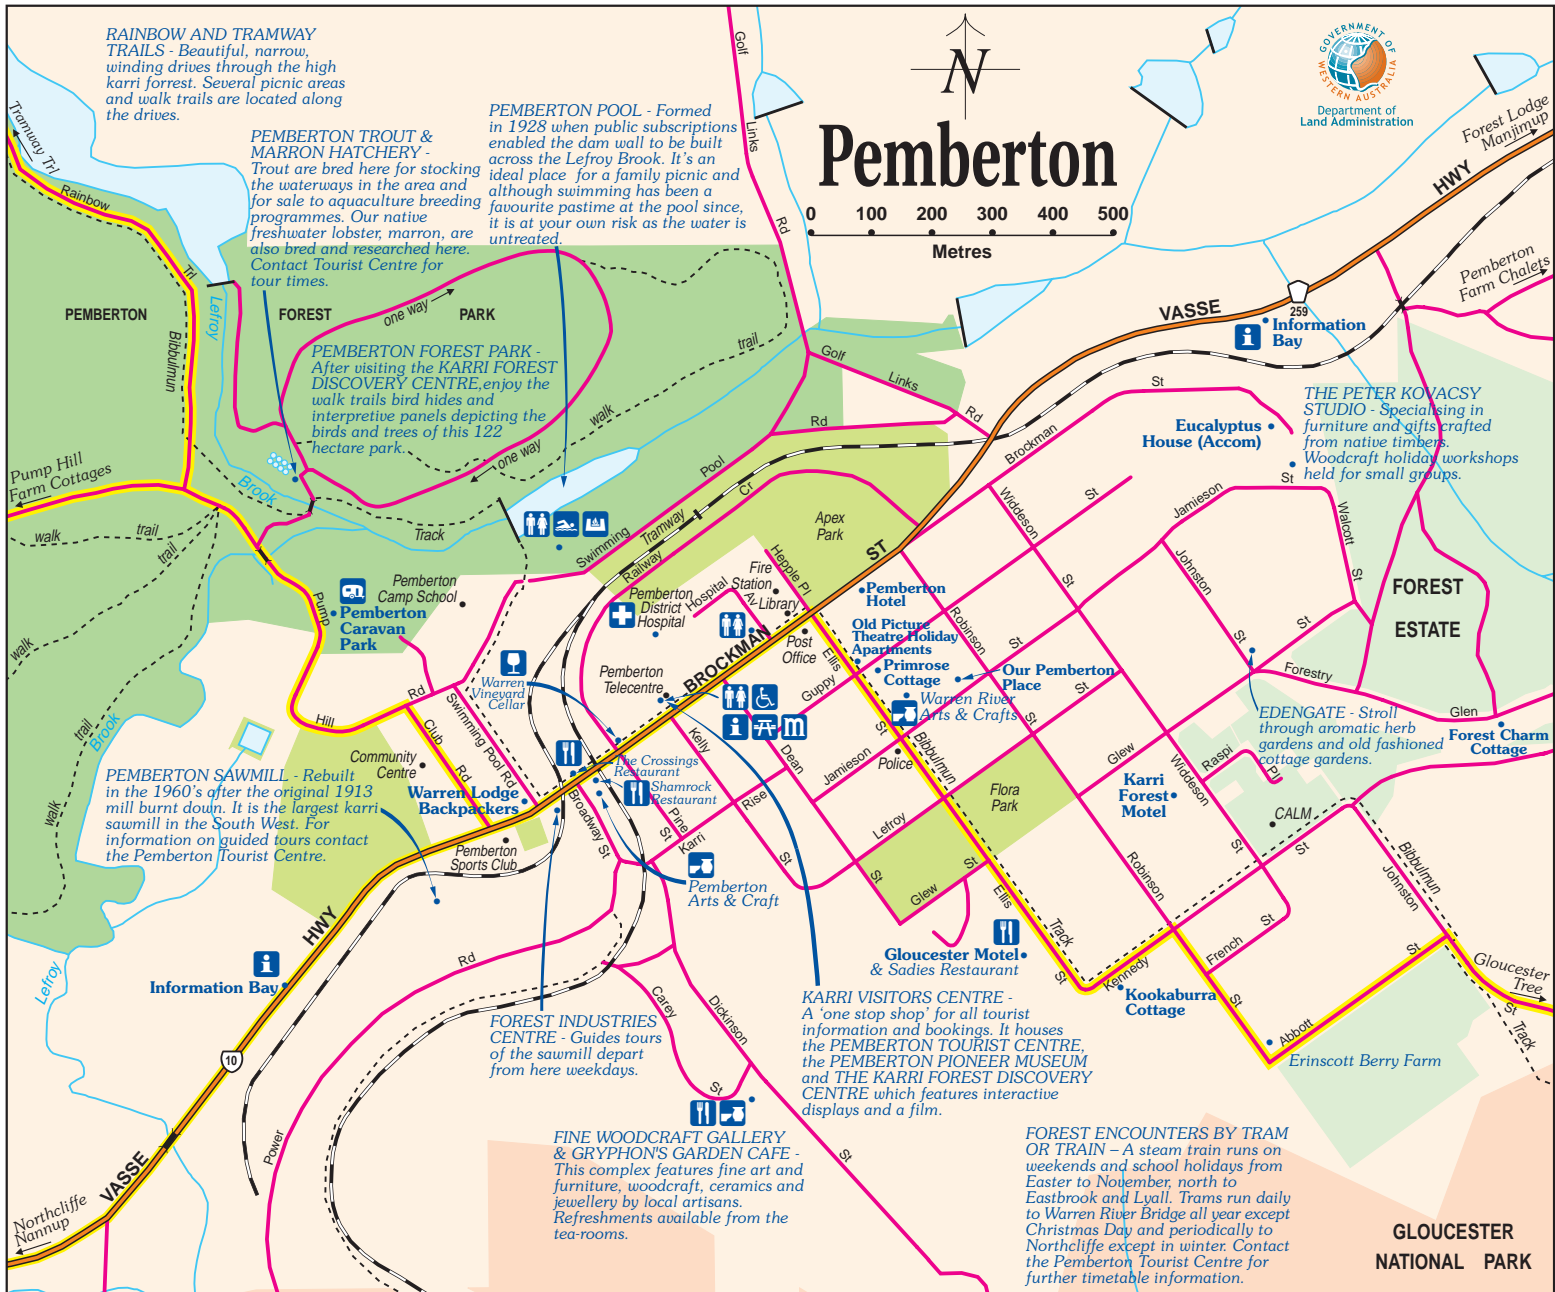 RAINBOW AND TRAMWAY
TRAILS - Beautiful, narrow,
winding drives through the high
karri forrest. Several picnic areas
and walk trails are located along
the drives.
PEMBERTON TROUT &
MARRON HATCHERY -
Trout are bred here for stocking
the waterways in the area and
for sale to aquaculture breeding
programmes. Our native
freshwater lobster, marron, are
also bred and researched here.
Contact Tourist Centre for
tour times.
PEMBERTON POOL - Formed
in 1928 when public subscriptions
enabled the dam wall to be built
across the Lefroy Brook. It's an
ideal place for a family picnic and
although swimming has been a
favourite pastime at the pool since,
it is at your own risk as the water is
untreated.
Golf
Links
Rd
N
Pemberton
0 100 200 300 400 500
Metres
GOVERNMENT OF
WESTERN AUSTRALIA
Department of
Land Administration
Forest Lodge
Manjimup
HWY
Pemberton
Farm Chalets
VASSE
259
Information
Bay
Tramway Trl
Rainbow
Trl
PEMBERTON
FOREST
PARK
Bibbulmun
Lefroy
one way
PEMBERTON FOREST PARK -
After visiting the KARRI FOREST
DISCOVERY CENTRE,enjoy the
walk trails bird hides and
interpretive panels depicting the
birds and trees of this 122
hectare park.
trail
walk
one way
Golf
Links
Rd
Rd
Brockman
St
Eucalyptus
House (Accom)
THE PETER KOVACSY
STUDIO - Specialising in
furniture and gifts crafted
from native timbers.
Woodcraft holiday workshops
held for small groups.
Pump Hill
Farm Cottages
Brook
walk
trail
trail
Track
Pool
Swimming
Tramway
Cr
Railway
Apex
Park
ST
Widdeson
St
St
Jamieson
St
Walcott
St
Johnston
St
FOREST
ESTATE
Pump
Pemberton
Caravan
Park
Pemberton
Camp School
Pemberton
District
Hospital
Hospital
Av
Fire
Station
Library
Hepple Pl
Pemberton
Hotel
Post
Office
Old Picture
Theatre Holiday
Apartments
Primrose
Cottage
Robinson
St
St
Our Pemberton
Place
Warren River
Arts & Crafts
St
Forestry
Glen
Forest Charm
Cottage
EDENGATE - Stroll
through aromatic herb
gardens and old fashioned
cottage gardens.
walk
trail
Brook
Warren
Vineyard
Cellar
Pemberton
Telecentre
BROCKMAN
Ellis
Guppy
St
St
St
Hill
Rd
Club
Rd
Swimming Pool Rd
Community
Centre
Kelly
Dean
Jamieson
Police
Bibbulmun
Glew
Widdeson
Raspi
Pl
PEMBERTON SAWMILL - Rebuilt
in the 1960's after the original 1913
mill burnt down. It is the largest karri
sawmill in the South West. For
information on guided tours contact
the Pemberton Tourist Centre.
walk
Warren Lodge
Backpackers
The Crossings
Restaurant
Shamrock
Restaurant
Flora
Park
Karri
Forest
Motel
CALM
Broadway St
Pine
St
Karri
Rise
St
Lefroy
St
St
Glew
St
Robinson
St
St
Bibbulmun
Johnston
Pemberton
Sports Club
Pemberton
Arts & Craft
HWY
Ellis
Track
St
Gloucester Motel
& Sadies Restaurant
French
St
St
Kennedy
Kookaburra
Cottage
St
Gloucester
Tree
St
Track
Lefroy
Information Bay
Rd
Carey
Dickinson
FOREST INDUSTRIES
CENTRE - Guides tours
of the sawmill depart
from here weekdays.
KARRI VISITORS CENTRE -
A 'one stop shop' for all tourist
information and bookings. It houses
the PEMBERTON TOURIST CENTRE,
the PEMBERTON PIONEER MUSEUM
and THE KARRI FOREST DISCOVERY
CENTRE which features interactive
displays and a film.
Abbott
Erinscott Berry Farm
10
St
Power
St
FINE WOODCRAFT GALLERY
& GRYPHON'S GARDEN CAFE -
This complex features fine art and
furniture, woodcraft, ceramics and
jewellery by local artisans.
Refreshments available from the
tea-rooms.
FOREST ENCOUNTERS BY TRAM
OR TRAIN – A steam train runs on
weekends and school holidays from
Easter to November, north to
Eastbrook and Lyall. Trams run daily
to Warren River Bridge all year except
Christmas Day and periodically to
Northcliffe except in winter. Contact
the Pemberton Tourist Centre for
further timetable information.
VASSE
Northcliffe
Nannup
GLOUCESTER
NATIONAL PARK